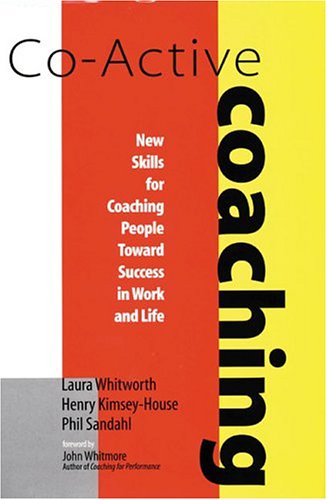 Co-Active
coaching
New
Skills
for
Coaching
People
Toward
Success
in Work
and Life
Laura Whitworth
Henry Kimsey-House
Phil Sandahl
foreword by
John Whitmore
Author of Coaching for Performance